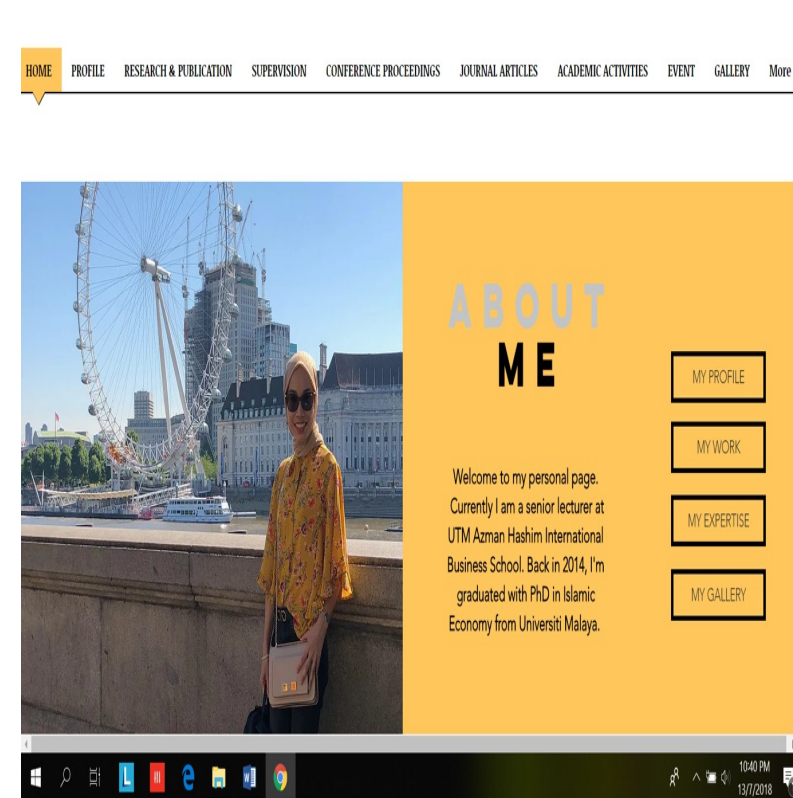 HOME PROFILE RESEARCH & PUBLICATION SUPERVISION CONFERENCE PROCEEDINGS JOURNAL ARTICLES ACADEMIC ACTIVITIES EVENT GALLERY More
ABOUT
ME
Welcome to my personal page.
Currently I am a senior lecturer at
UTM Azman Hashim International
Business School. Back in 2014, I'm
graduated with PhD in Islamic
Economy from Universiti Malaya.
MY PROFILE
MY WORK
MY EXPERTISE
MY GALLERY
10:40 PM
13/7/2018